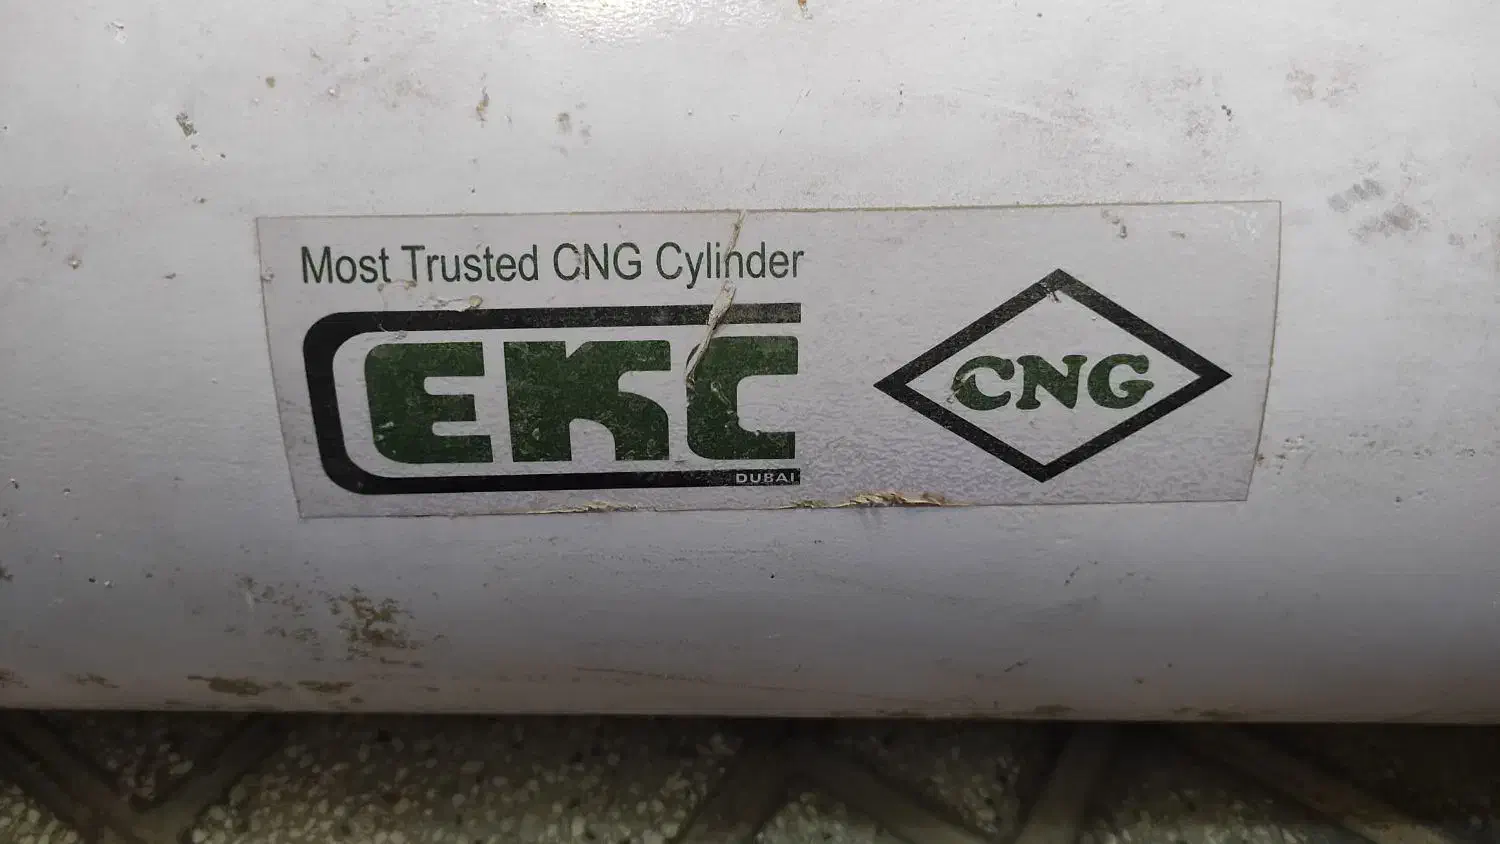 Most Trusted CNG Cylinder
EKC
DUBAI
CNG